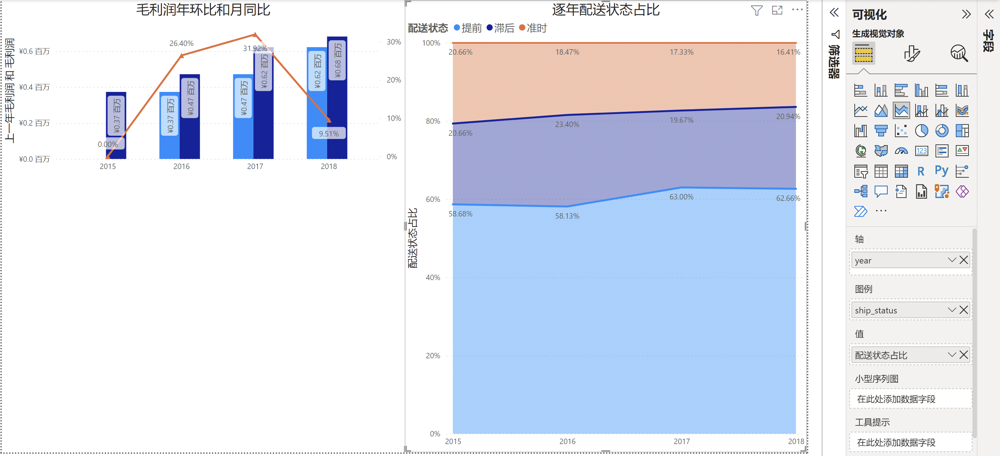 毛利润年环比和月同比
上一年毛利润 和 毛利润
¥0.6 百万
¥0.4 百万
¥0.2 百万
¥0.0 百万
30%
20%
10%
0%
0.00%
26.40%
31.92%
9.51%
¥0.37 百万
¥0.37 百万
¥0.47 百万
¥0.47 百万
¥0.62 百万
¥0.62 百万
¥0.68 百万
2015
2016
2017
2018
逐年配送状态占比
配送状态 提前 滞后 准时
配送状态占比
100%
80%
60%
40%
20%
0%
20.66% 18.47% 17.33% 16.41%
20.66% 23.40% 19.67% 20.94%
58.68% 58.13% 63.00% 62.66%
2015 2016 2017 2018
筛选器
可视化
生成视觉对象
123
R
Py
轴
year
图例
ship_status
值
配送状态占比
小型序列图
在此处添加数据字段
工具提示
在此处添加数据字段
字段